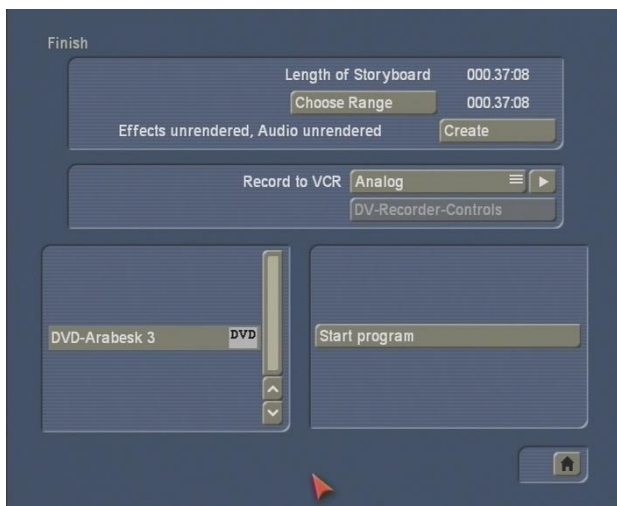 Finish
Length of Storyboard 000.37:08
Choose Range 000.37:08
Effects unrendered, Audio unrendered Create
Record to VCR Analog
DV-Recorder-Controls
DVD-Arabesk 3 DVD
Start program